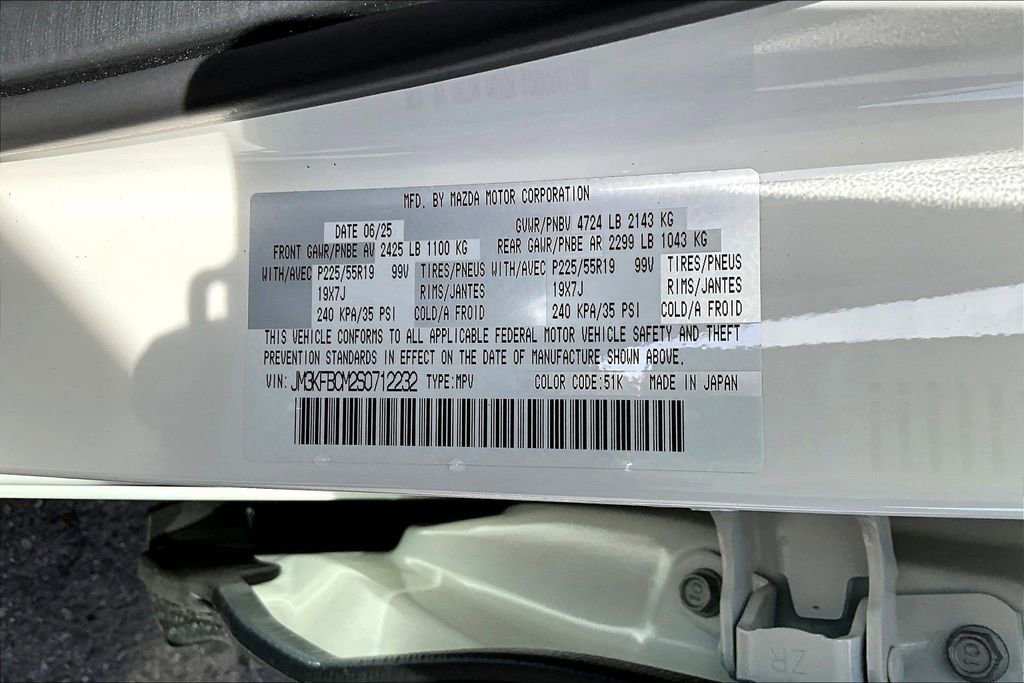 MFD. BY MAZDA MOTOR CORPORATION
DATE 06/25 GVWR/PNBV 4724 LB 2143 KG
FRONT GAWR/PNBE AV 2425 LB 1100 KG REAR GAWR/PNBE AR 2299 LB 1043 KG
WITH/AVEC P225/55R19 99V TIRES/PNEUS WITH/AVEC P225/55R19 99V TIRES/PNEUS
19X7J RIMS/JANTES 19X7J RIMS/JANTES
240 KPA/35 PSI COLD/A FROID 240 KPA/35 PSI COLD/A FROID
THIS VEHICLE CONFORMS TO ALL APPLICABLE FEDERAL MOTOR VEHICLE SAFETY AND THEFT
PREVENTION STANDARDS IN EFFECT ON THE DATE OF MANUFACTURE SHOWN ABOVE.
VIN: JM3KFBCM2S0712232 TYPE:MPV COLOR CODE:51K MADE IN JAPAN
ZR